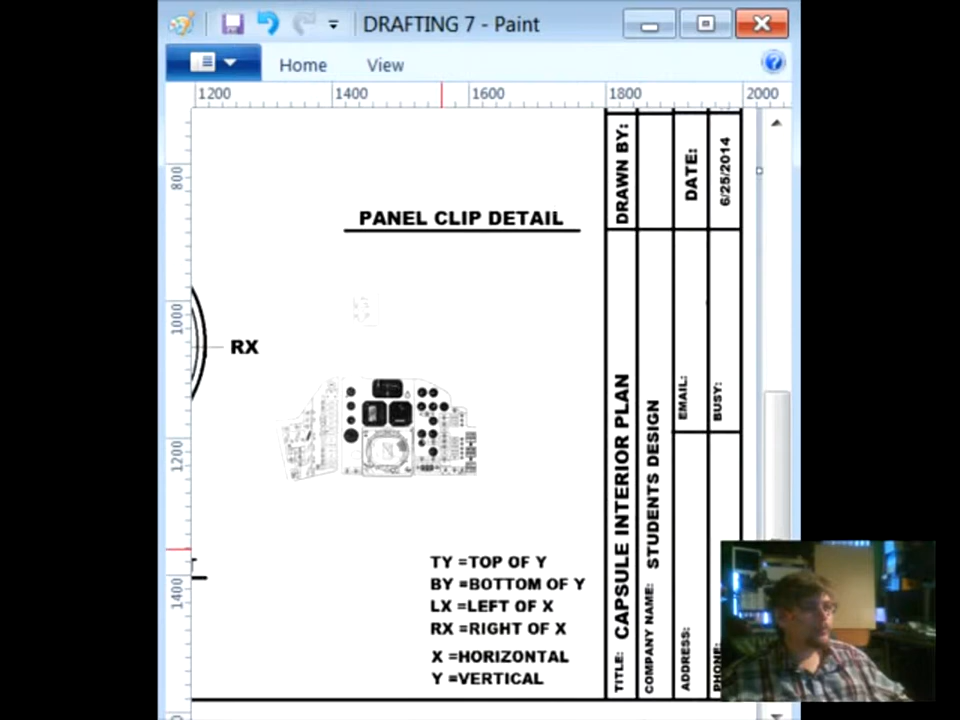 DRAFTING 7 - Paint
Home View
1200 1400 1600 1800 2000
800
1000
1200
1400
PANEL CLIP DETAIL
RX
TY =TOP OF Y
BY =BOTTOM OF Y
LX =LEFT OF X
RX =RIGHT OF X
X =HORIZONTAL
Y =VERTICAL
TITLE: CAPSULE INTERIOR PLAN DRAWN BY:
COMPANY NAME: STUDENTS DESIGN
ADDRESS: EMAIL: DATE:
PHONE: BUSY: 6/25/2014